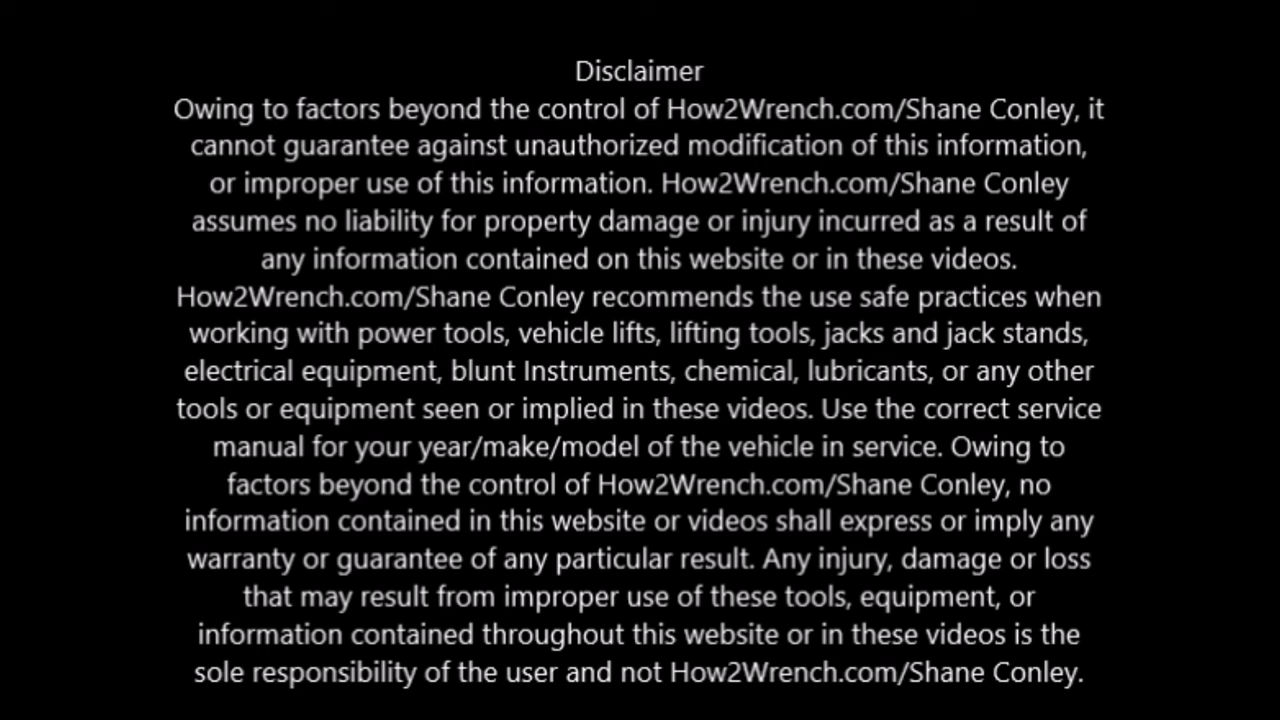 Disclaimer
Owing to factors beyond the control of How2Wrench.com/Shane Conley, it
cannot guarantee against unauthorized modification of this information,
or improper use of this information. How2Wrench.com/Shane Conley
assumes no liability for property damage or injury incurred as a result of
any information contained on this website or in these videos.
How2Wrench.com/Shane Conley recommends the use safe practices when
working with power tools, vehicle lifts, lifting tools, jacks and jack stands,
electrical equipment, blunt Instruments, chemical, lubricants, or any other
tools or equipment seen or implied in these videos. Use the correct service
manual for your year/make/model of the vehicle in service. Owing to
factors beyond the control of How2Wrench.com/Shane Conley, no
information contained in this website or videos shall express or imply any
warranty or guarantee of any particular result. Any injury, damage or loss
that may result from improper use of these tools, equipment, or
information contained throughout this website or in these videos is the
sole responsibility of the user and not How2Wrench.com/Shane Conley.